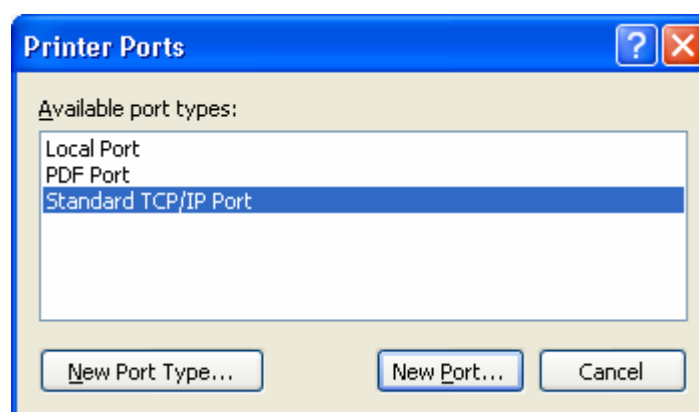 Printer Ports
Available port types:
Local Port
PDF Port
Standard TCP/IP Port
New Port Type...
New Port...
Cancel